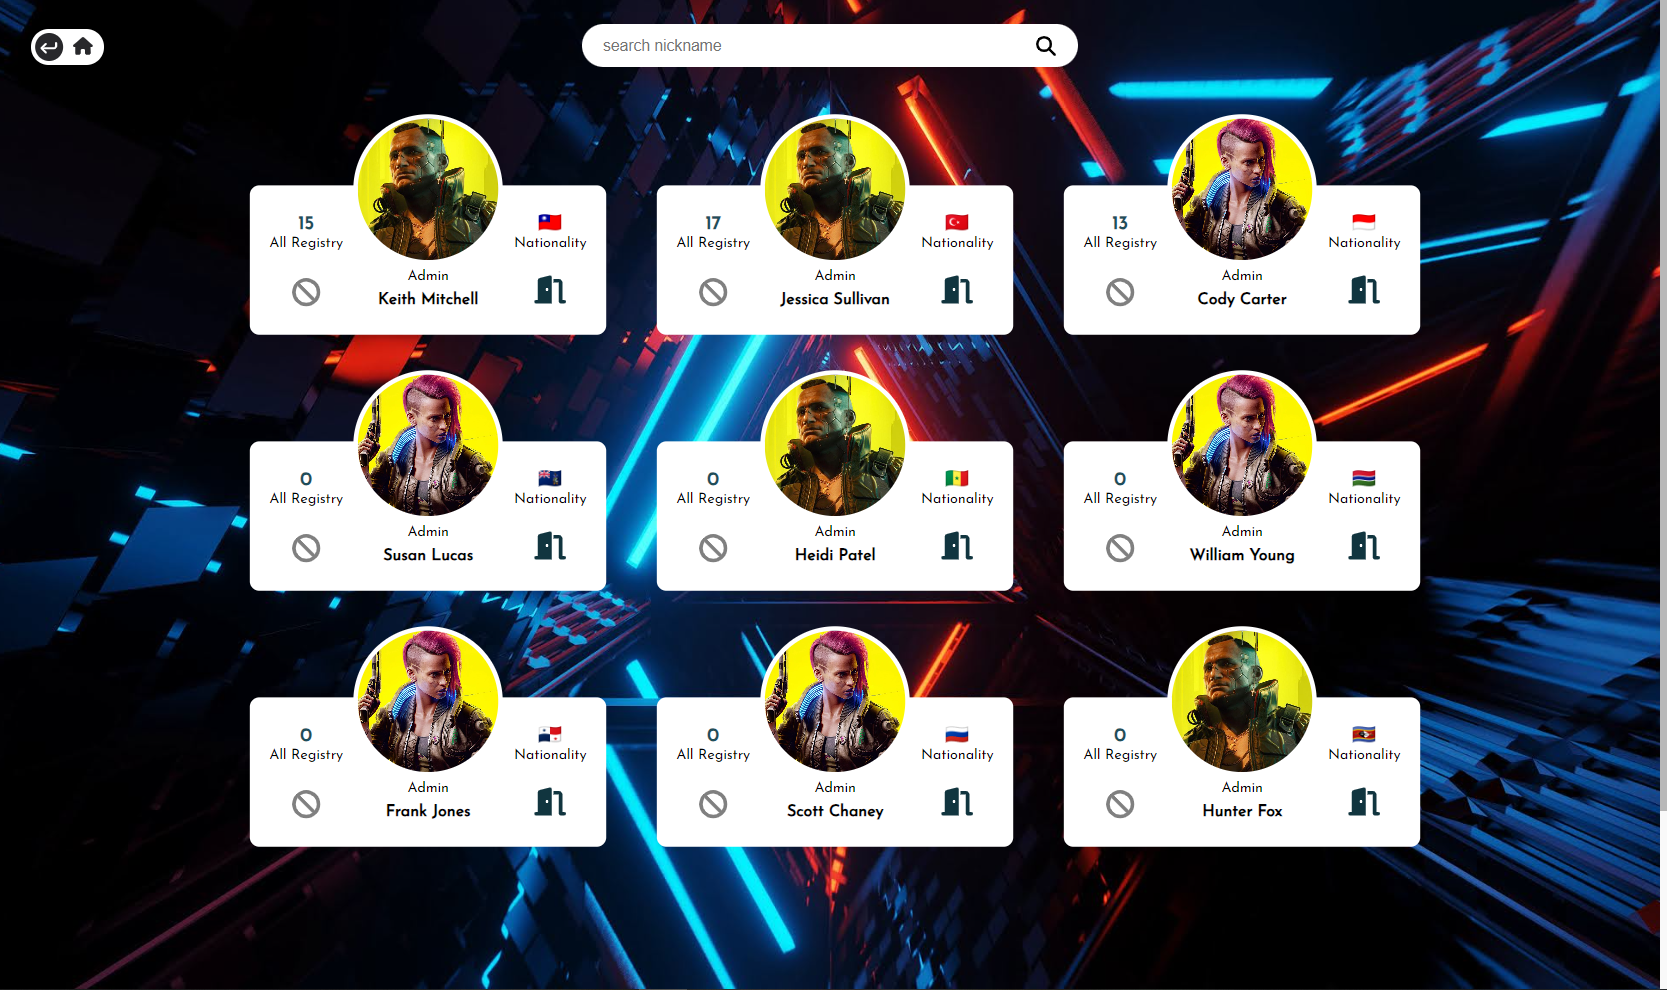 search nickname
15
All Registry
Nationality
Admin
Keith Mitchell
17
All Registry
Nationality
Admin
Jessica Sullivan
13
All Registry
Nationality
Admin
Cody Carter
0
All Registry
Nationality
Admin
Susan Lucas
0
All Registry
Nationality
Admin
Heidi Patel
0
All Registry
Nationality
Admin
William Young
0
All Registry
Nationality
Admin
Frank Jones
0
All Registry
Nationality
Admin
Scott Chaney
0
All Registry
Nationality
Admin
Hunter Fox